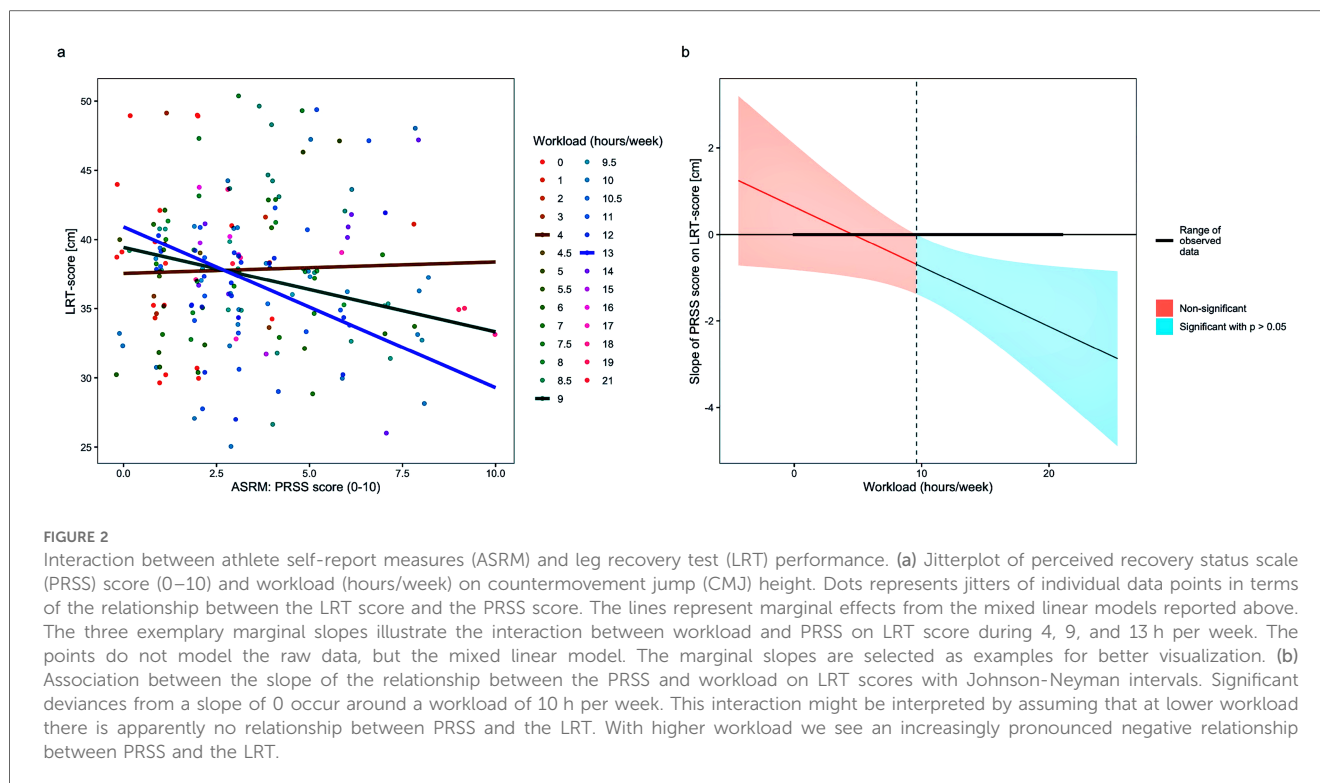 a
b
LRT-score [cm]
50
45
40
35
30
25
0.0
2.5
5.0
7.5
10.0
ASRM: PRSS score (0-10)
Workload (hours/week)
0
1
2
3
4
4.5
5
5.5
6
7
7.5
8
8.5
9
9.5
10
10.5
11
12
13
14
15
16
17
18
19
21
Slope of PRSS score on LRT-score [cm]
2
0
-2
-4
0
10
20
Workload (hours/week)
Range of
observed
data
Non-significant
Significant with p > 0.05
FIGURE 2
Interaction between athlete self-report measures (ASRM) and leg recovery test (LRT) performance. (a) Jitterplot of perceived recovery status scale
(PRSS) score (0–10) and workload (hours/week) on countermovement jump (CMJ) height. Dots represents jitters of individual data points in terms
of the relationship between the LRT score and the PRSS score. The lines represent marginal effects from the mixed linear models reported above.
The three exemplary marginal slopes illustrate the interaction between workload and PRSS on LRT score during 4, 9, and 13 h per week. The
points do not model the raw data, but the mixed linear model. The marginal slopes are selected as examples for better visualization. (b)
Association between the slope of the relationship between the PRSS and workload on LRT scores with Johnson-Neyman intervals. Significant
deviances from a slope of 0 occur around a workload of 10 h per week. This interaction might be interpreted by assuming that at lower workload
there is apparently no relationship between PRSS and the LRT. With higher workload we see an increasingly pronounced negative relationship
between PRSS and the LRT.